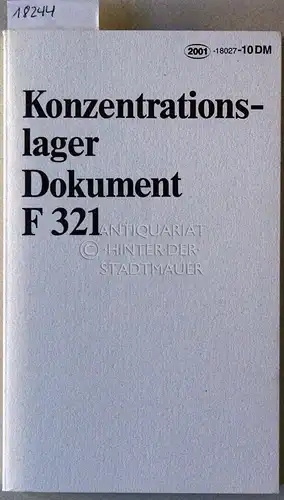 18244
2001 -18027-10 DM
Konzentrations-
lager
Dokument
F 321
ANTIQUARIAT
© HINTER DER
STADTMAUER